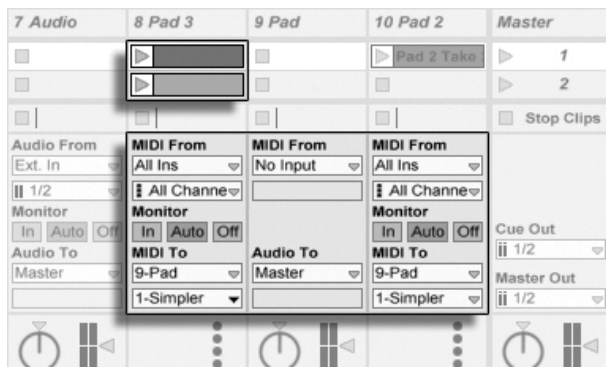 7 Audio 8 Pad 3 9 Pad 10 Pad 2 Master
Pad 2 Take 1
2
Stop Clips
Audio From MIDI From MIDI From MIDI From
Ext. In All Ins No Input All Ins
1/2 All Channe All Channe
Monitor Monitor Monitor
In Auto Off In Auto Off In Auto Off Cue Out
Audio To MIDI To Audio To MIDI To 1/2
Master 9-Pad Master 9-Pad Master Out
1-Simpler 1-Simpler 1/2